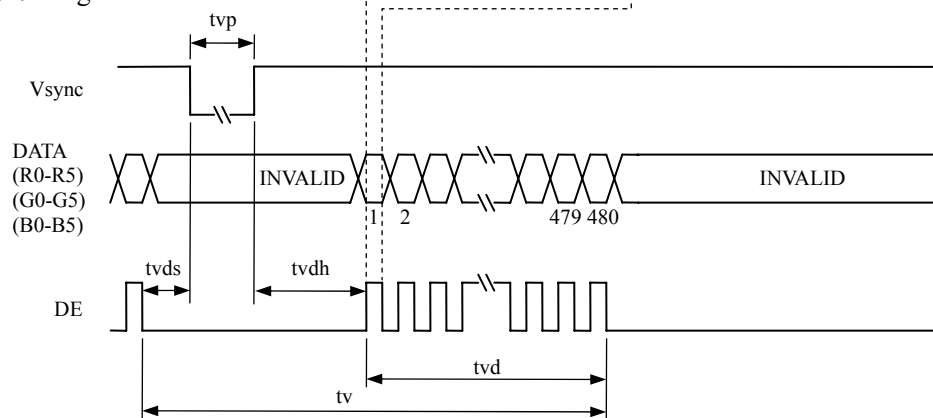 tvp
Vsync
DATA
(R0-R5)
(G0-G5)
(B0-B5)
INVALID
INVALID
1
2
479
480
tvds
tvdh
DE
tvd
tv